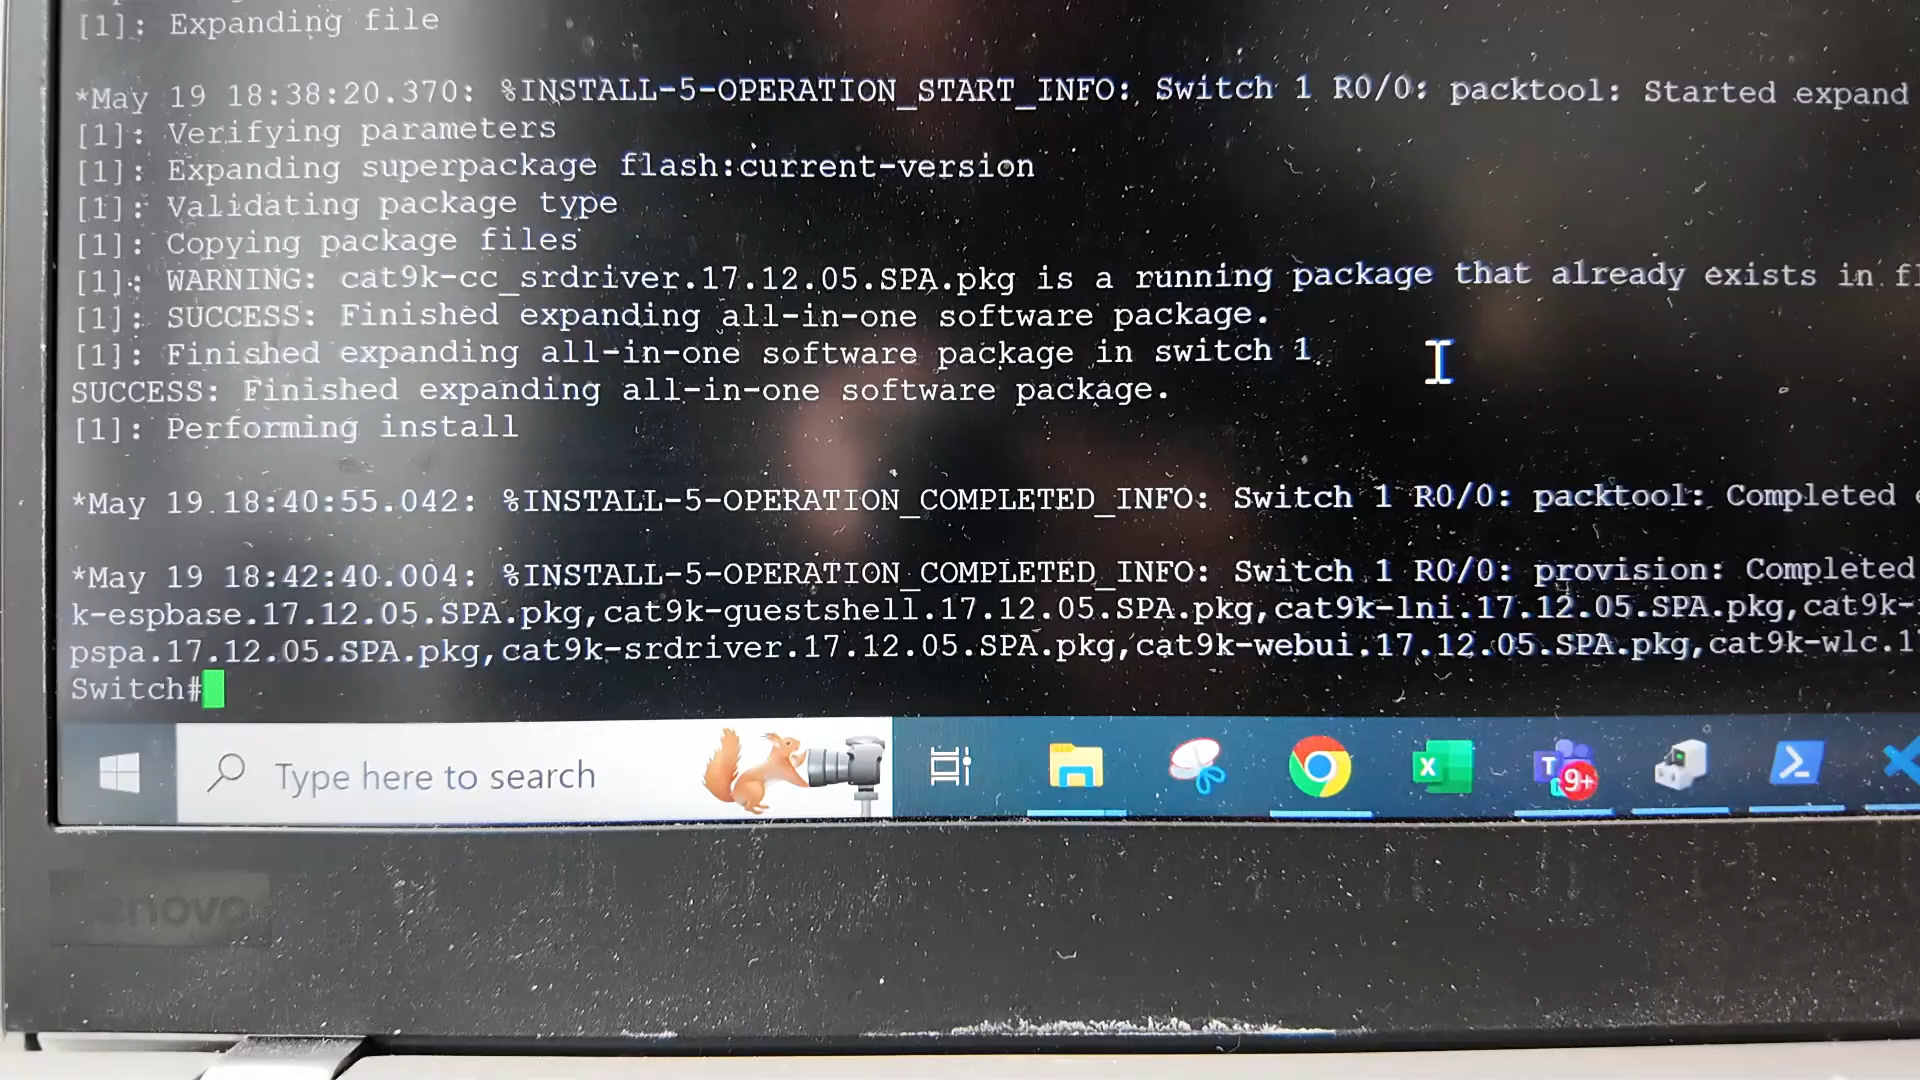 [1]: Expanding file
*May 19 18:38:20.370: %INSTALL-5-OPERATION_START_INFO: Switch 1 R0/0: packtool: Started expand
[1]: Verifying parameters
[1]: Expanding superpackage flash:current-version
[1]: Validating package type
[1]: Copying package files
[1]: WARNING: cat9k-cc_srdriver.17.12.05.SPA.pkg is a running package that already exists in fl
[1]: SUCCESS: Finished expanding all-in-one software package.
[1]: Finished expanding all-in-one software package in switch 1
SUCCESS: Finished expanding all-in-one software package.
[1]: Performing install
*May 19 18:40:55.042: %INSTALL-5-OPERATION_COMPLETED_INFO: Switch 1 R0/0: packtool: Completed
*May 19 18:42:40.004: %INSTALL-5-OPERATION_COMPLETED_INFO: Switch 1 R0/0: provision: Completed
k-espbase.17.12.05.SPA.pkg,cat9k-guestshell.17.12.05.SPA.pkg,cat9k-lni.17.12.05.SPA.pkg,cat9k-
pspa.17.12.05.SPA.pkg,cat9k-srdriver.17.12.05.SPA.pkg,cat9k-webui.17.12.05.SPA.pkg,cat9k-wlc.1
Switch#
Type here to search
X
T
9+
Lenovo